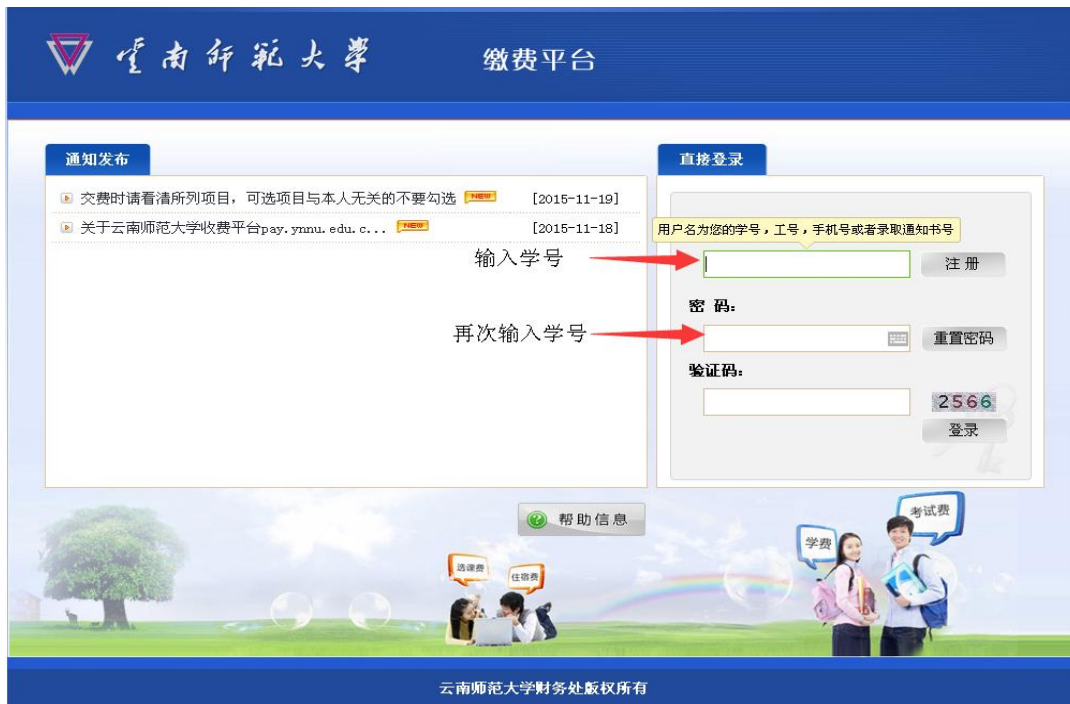 云南师范大学 缴费平台
通知发布
交费时请看清所列项目，可选项目与本人无关的不要勾选 NEW [2015-11-19]
关于云南师范大学收费平台pay.ynnu.edu.c... NEW [2015-11-18]
输入学号
再次输入学号
直接登录
用户名为您的学号，工号，手机号或者录取通知书号
注册
密 码：
重置密码
验证码：
2566
登录
帮助信息
选课费
住宿费
学费
考试费
云南师范大学财务处版权所有